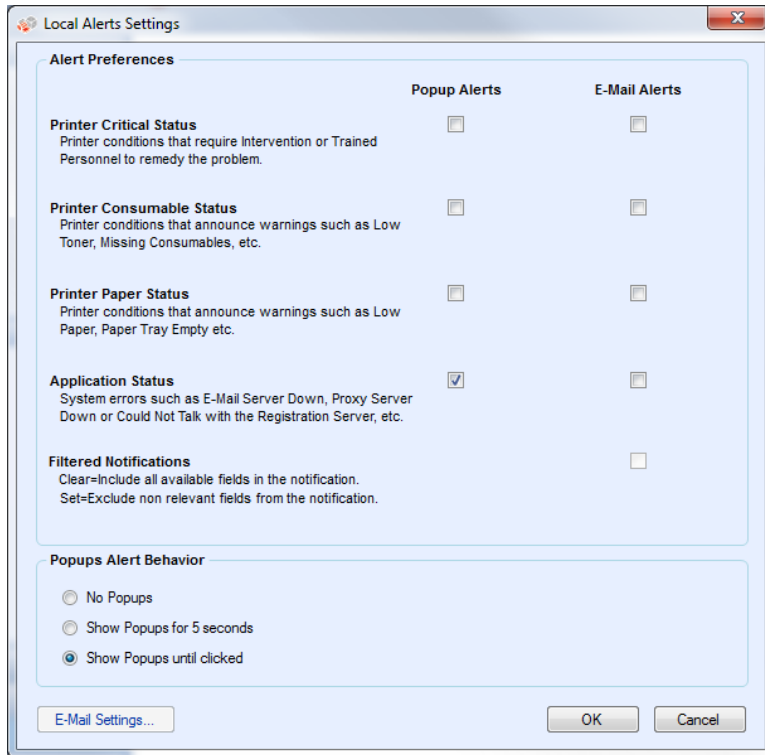 Local Alerts Settings
Alert Preferences
Popup Alerts
E-Mail Alerts
Printer Critical Status
Printer conditions that require Intervention or Trained
Personnel to remedy the problem.
Printer Consumable Status
Printer conditions that announce warnings such as Low
Toner, Missing Consumables, etc.
Printer Paper Status
Printer conditions that announce warnings such as Low
Paper, Paper Tray Empty etc.
Application Status
System errors such as E-Mail Server Down, Proxy Server
Down or Could Not Talk with the Registration Server, etc.
Filtered Notifications
Clear=Include all available fields in the notification.
Set=Exclude non relevant fields from the notification.
Popups Alert Behavior
No Popups
Show Popups for 5 seconds
Show Popups until clicked
E-Mail Settings...
OK
Cancel